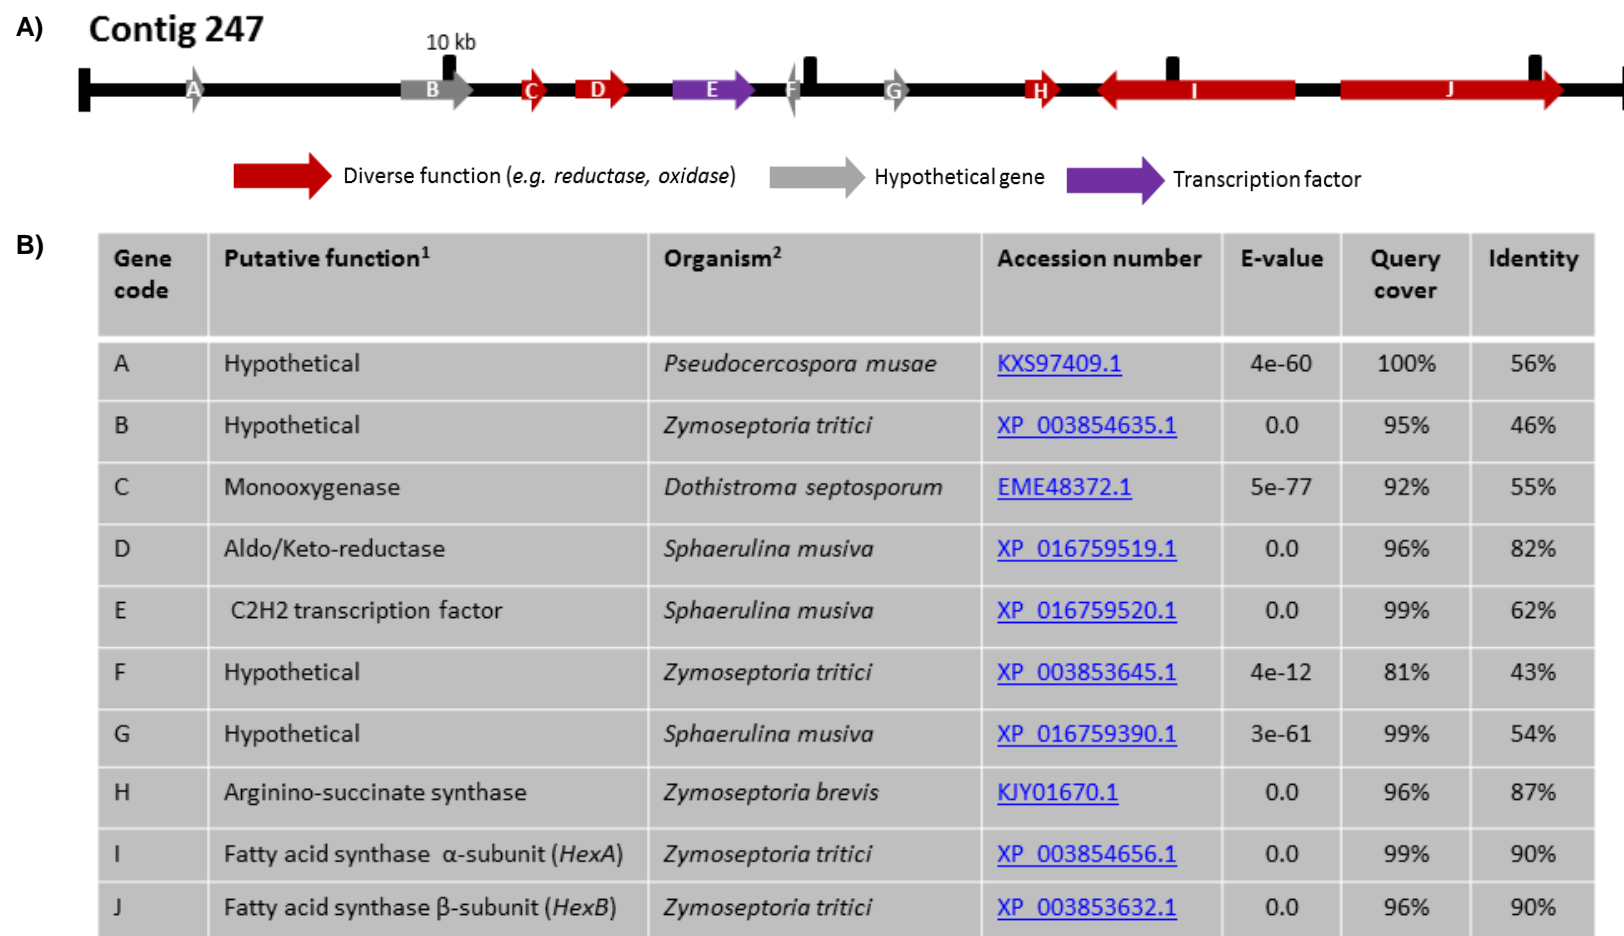 A)
Contig 247
10 kb
A B C D E F G H I J
Diverse function (e.g. reductase, oxidase) Hypothetical gene Transcription factor
B)
Gene code Putative function1 Organism2 Accession number E-value Query cover Identity
A Hypothetical Pseudocercospora musae KXS97409.1 4e-60 100% 56%
B Hypothetical Zymoseptoria tritici XP_003854635.1 0.0 95% 46%
C Monooxygenase Dothistroma septosporum EME48372.1 5e-77 92% 55%
D Aldo/Keto-reductase Sphaerulina musiva XP_016759519.1 0.0 96% 82%
E C2H2 transcription factor Sphaerulina musiva XP_016759520.1 0.0 99% 62%
F Hypothetical Zymoseptoria tritici XP_003853645.1 4e-12 81% 43%
G Hypothetical Sphaerulina musiva XP_016759390.1 3e-61 99% 54%
H Arginino-succinate synthase Zymoseptoria brevis KJY01670.1 0.0 96% 87%
I Fatty acid synthase α-subunit (HexA) Zymoseptoria tritici XP_003854656.1 0.0 99% 90%
J Fatty acid synthase β-subunit (HexB) Zymoseptoria tritici XP_003853632.1 0.0 96% 90%